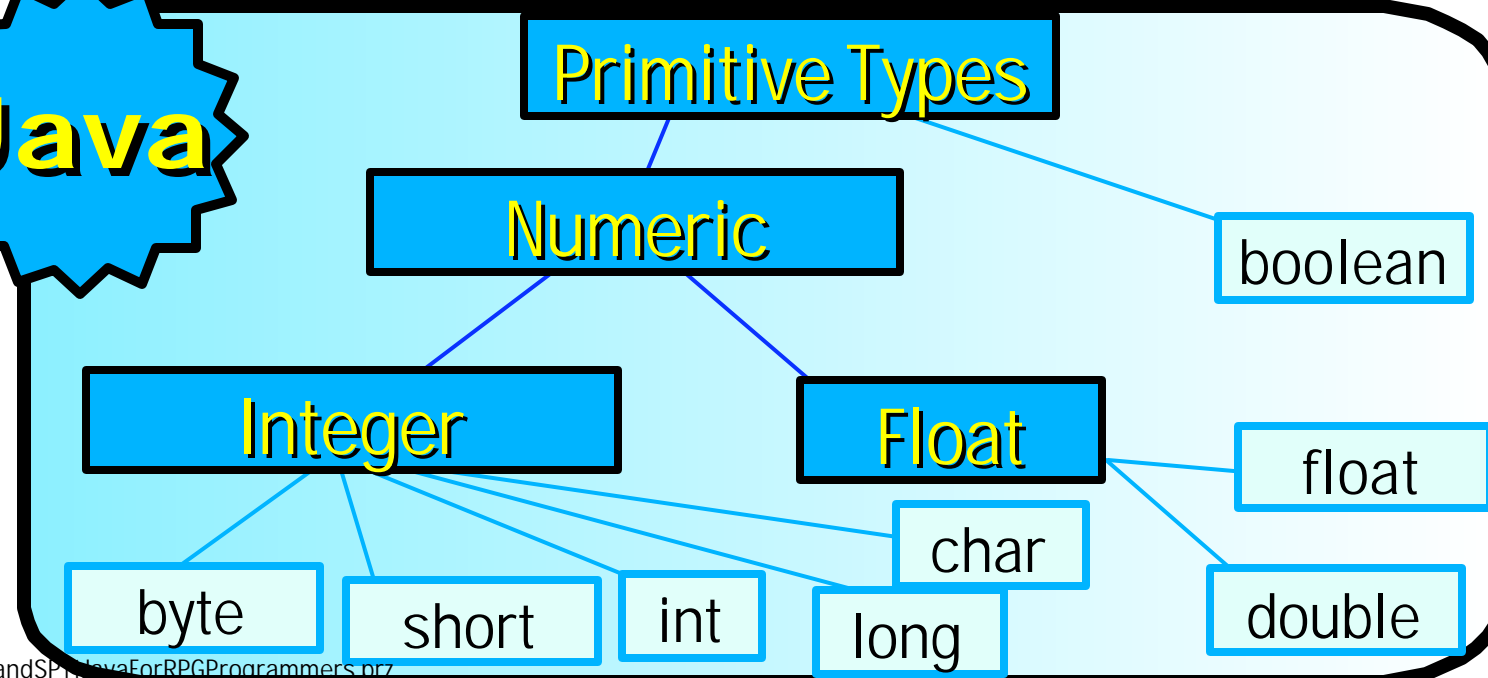 Java
Primitive Types
Numeric
boolean
Integer
Float
float
char
byte
short
int
long
double